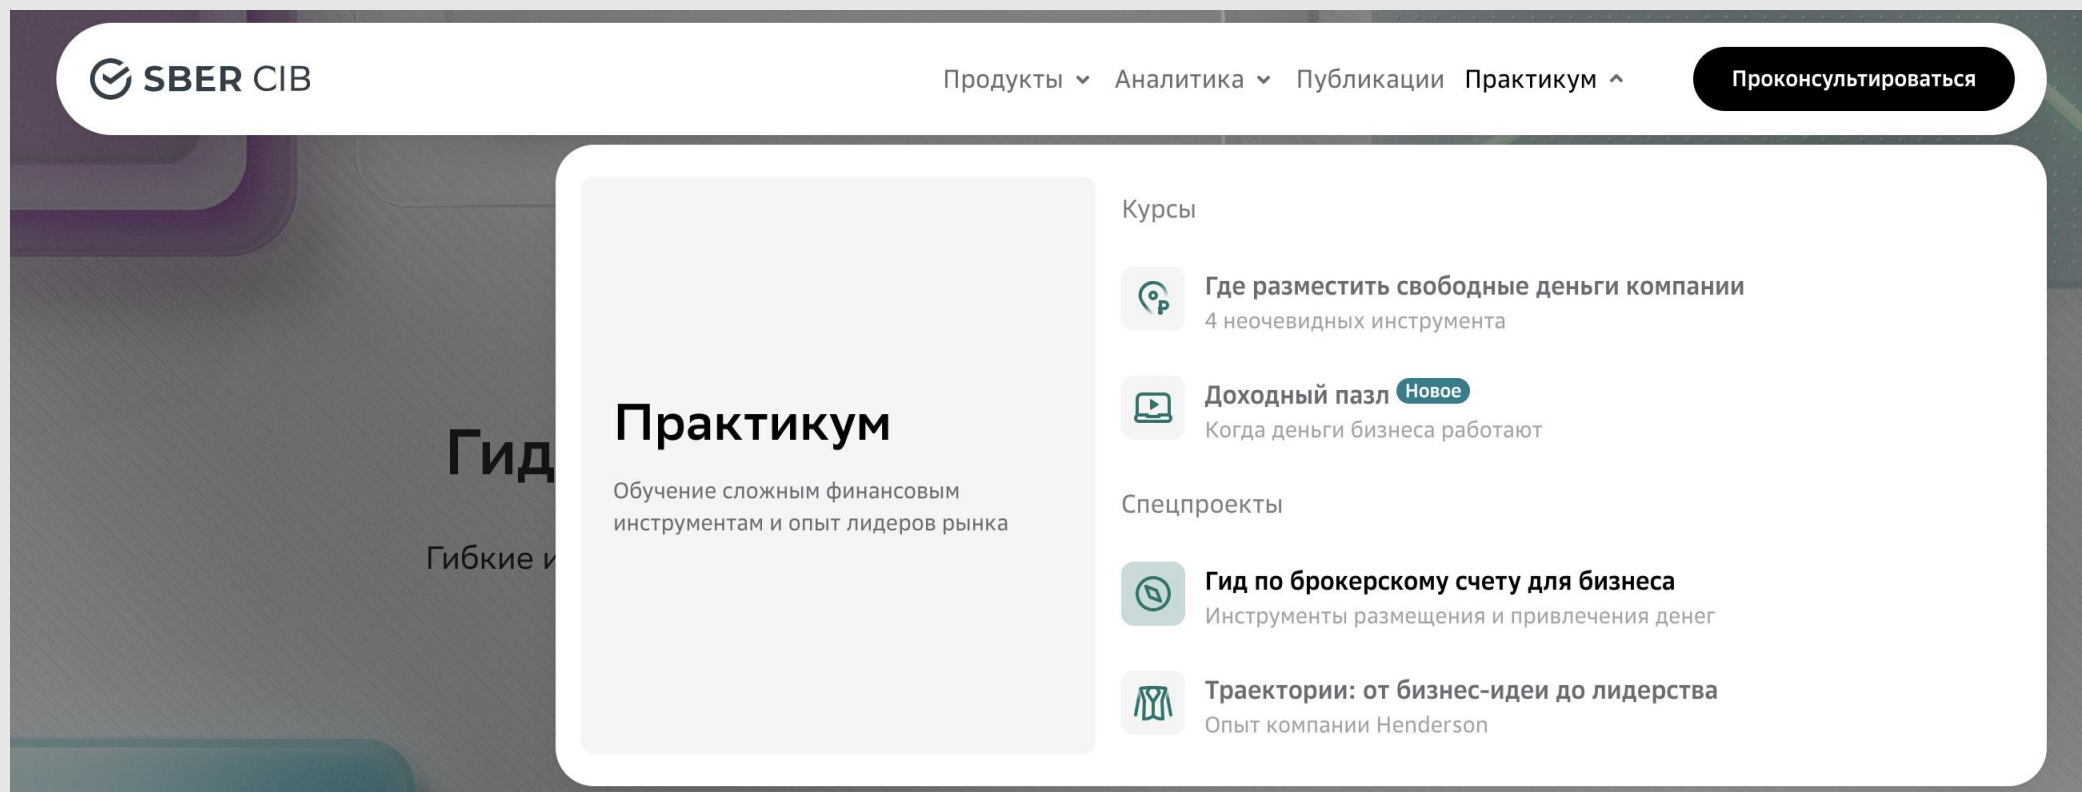 SBER CIB
Продукты
Аналитика
Публикации
Практикум
Проконсультироваться
Гид
Гибкие и
Практикум
Обучение сложным финансовым
инструментам и опыт лидеров рынка
Курсы
Где разместить свободные деньги компании
4 неочевидных инструмента
Доходный пазл Новое
Когда деньги бизнеса работают
Спецпроекты
Гид по брокерскому счету для бизнеса
Инструменты размещения и привлечения денег
Траектории: от бизнес-идеи до лидерства
Опыт компании Henderson